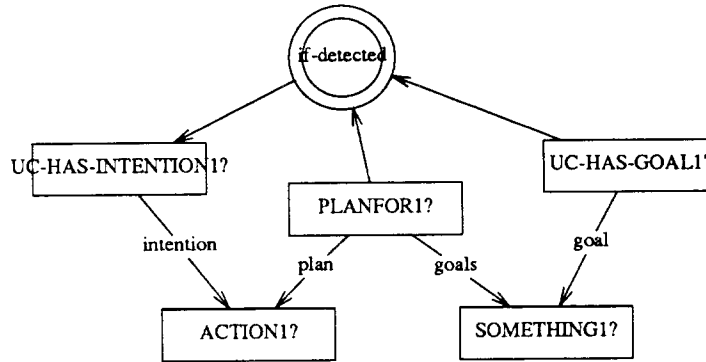 if-detected
UC-HAS-INTENTION1?
UC-HAS-GOAL1?
PLANFOR1?
intention
plan
goals
goal
ACTION1?
SOMETHING1?